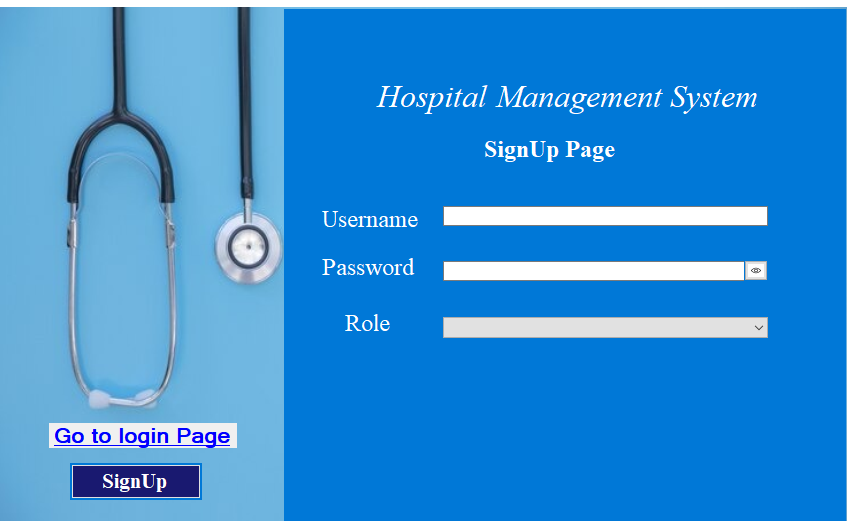 Hospital Management System
SignUp Page
Username
Password
Role
Go to login Page
SignUp